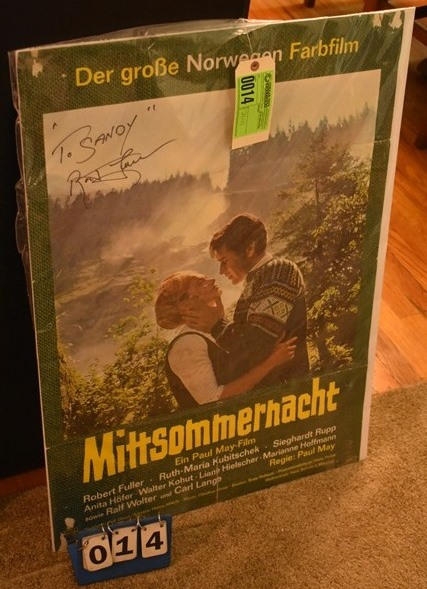 Der große Norwegen Farbfilm
0014
"To SANDY"
Mittsommernacht
Ein Paul May-Film
Robert Fuller · Ruth-Maria Kubitschek · Sieghardt Rupp
Anita Höfer · Walter Kohut · Liane Hielscher · Marianne Hoffmann
sowie Ralf Wolter und Carl Lange Regie: Paul May
014